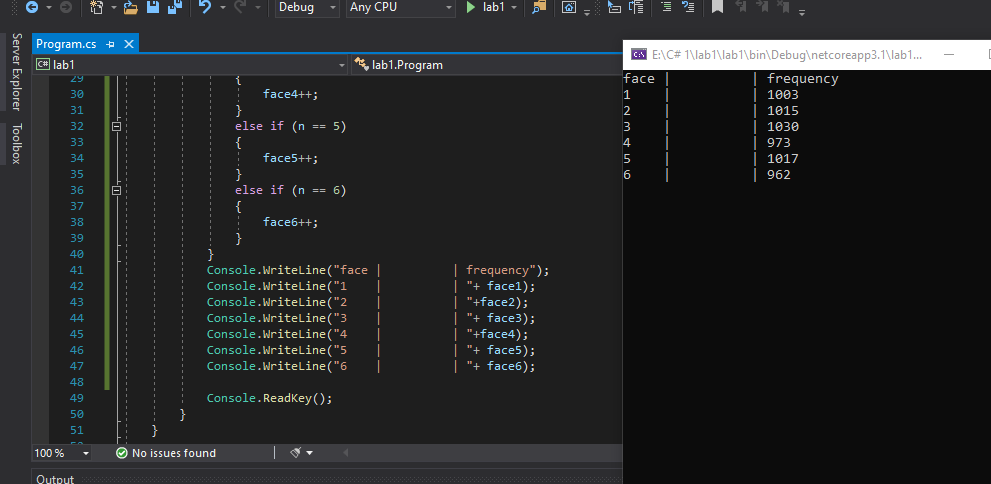 Debug
Any CPU
lab1
Server Explorer
Toolbox
Program.cs
C# lab1
lab1.Program
29 {
30 face4++;
31 }
32 else if (n == 5)
33 {
34 face5++;
35 }
36 else if (n == 6)
37 {
38 face6++;
39 }
40 }
41 Console.WriteLine("face | | frequency");
42 Console.WriteLine("1 | | "+ face1);
43 Console.WriteLine("2 | | "+face2);
44 Console.WriteLine("3 | | "+ face3);
45 Console.WriteLine("4 | | "+face4);
46 Console.WriteLine("5 | | "+ face5);
47 Console.WriteLine("6 | | "+ face6);
48
49 Console.ReadKey();
50 }
51 }
100 %
No issues found
Output
E:\C# 1\lab1\lab1\bin\Debug\netcoreapp3.1\lab1...
face | | frequency
1 | | 1003
2 | | 1015
3 | | 1030
4 | | 973
5 | | 1017
6 | | 962